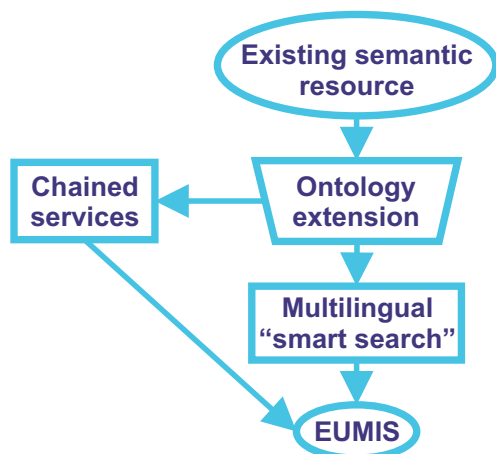 Existing semantic
resource
Chained
services
Ontology
extension
Multilingual
“smart search”
EUMIS